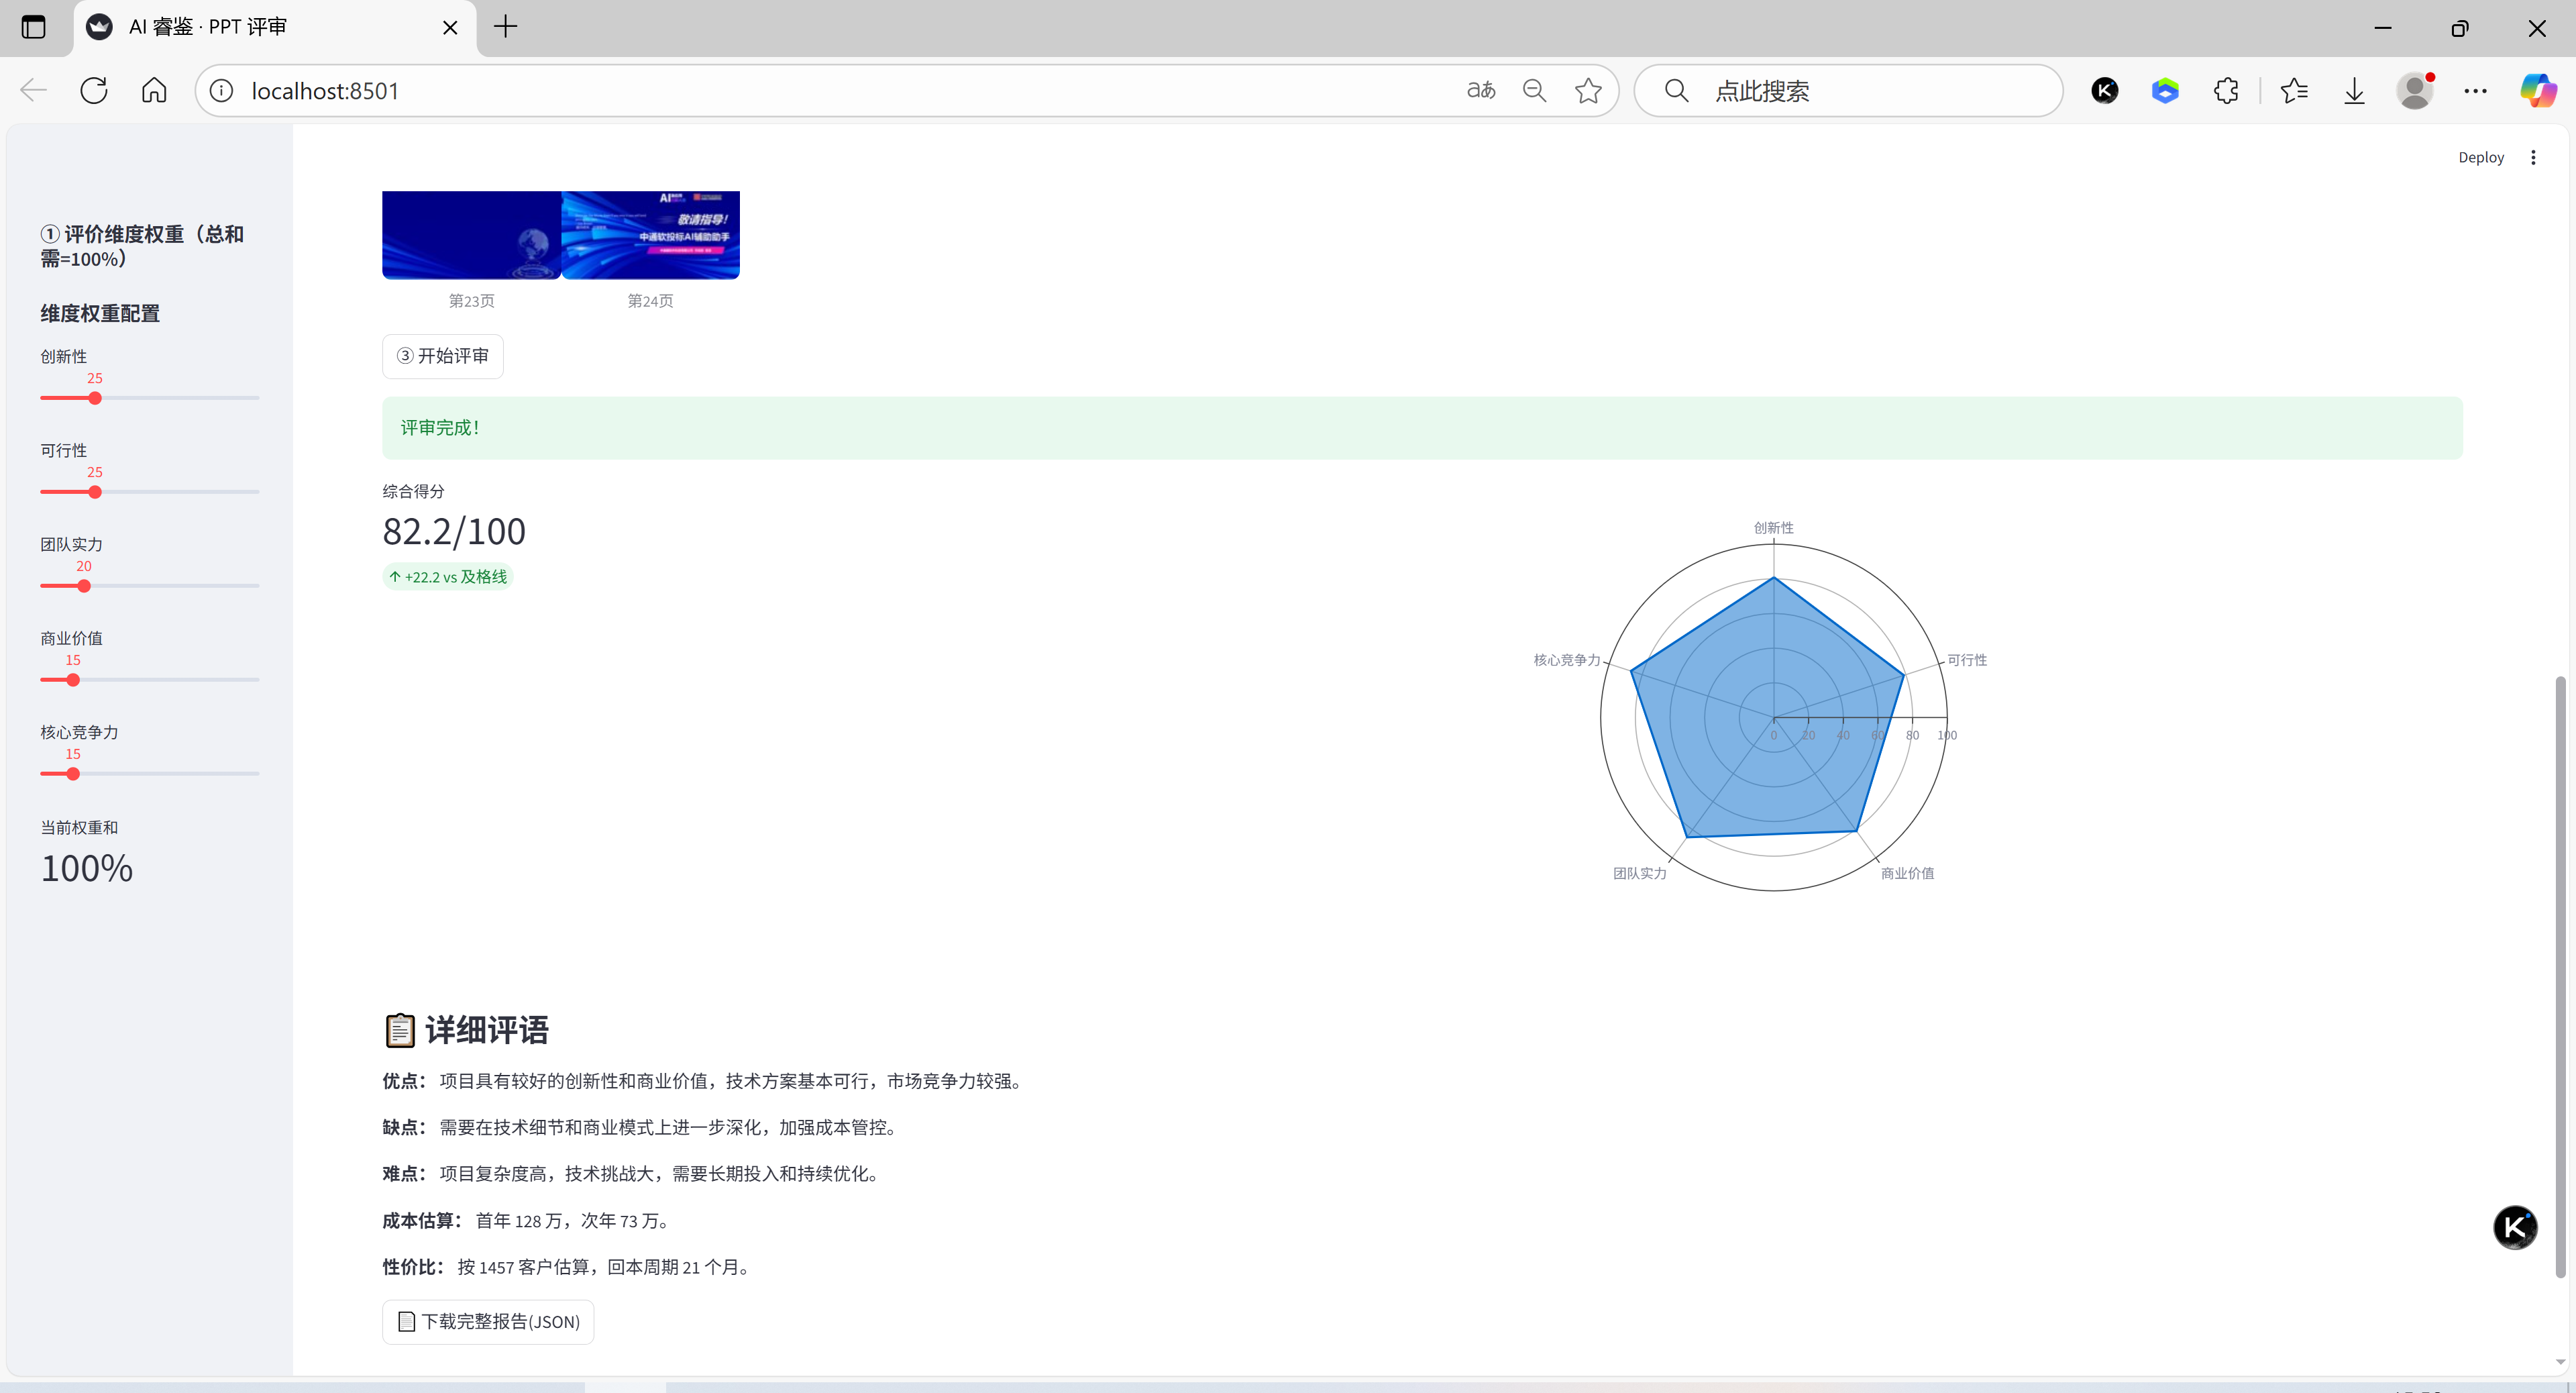 AI 睿鉴 · PPT 评审
localhost:8501
点此搜索
Deploy
① 评价维度权重（总和
需=100%）
维度权重配置
创新性
25
可行性
25
团队实力
20
商业价值
15
核心竞争力
15
当前权重和
100%
AI
敬请指导!
中通软投标AI辅助助手
第23页
第24页
③ 开始评审
评审完成！
综合得分
82.2/100
↑ +22.2 vs 及格线
创新性
核心竞争力
可行性
0 20 40 60 80 100
团队实力
商业价值
📋 详细评语
优点： 项目具有较好的创新性和商业价值，技术方案基本可行，市场竞争力较强。
缺点： 需要在技术细节和商业模式上进一步深化，加强成本管控。
难点： 项目复杂度高，技术挑战大，需要长期投入和持续优化。
成本估算： 首年 128 万，次年 73 万。
性价比： 按 1457 客户估算，回本周期 21 个月。
下载完整报告(JSON)